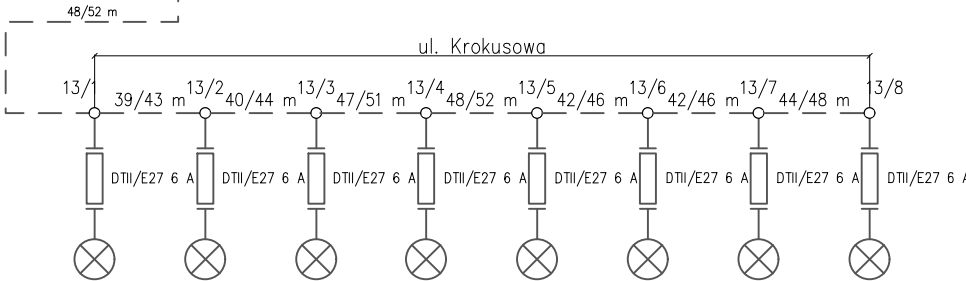 48/52 m
ul. Krokusowa
13/1 13/2 13/3 13/4 13/5 13/6 13/7 13/8
39/43 m 40/44 m 47/51 m 48/52 m 42/46 m 42/46 m 44/48 m
DTII/E27 6 A DTII/E27 6 A DTII/E27 6 A DTII/E27 6 A DTII/E27 6 A DTII/E27 6 A DTII/E27 6 A DTII/E27 6 A